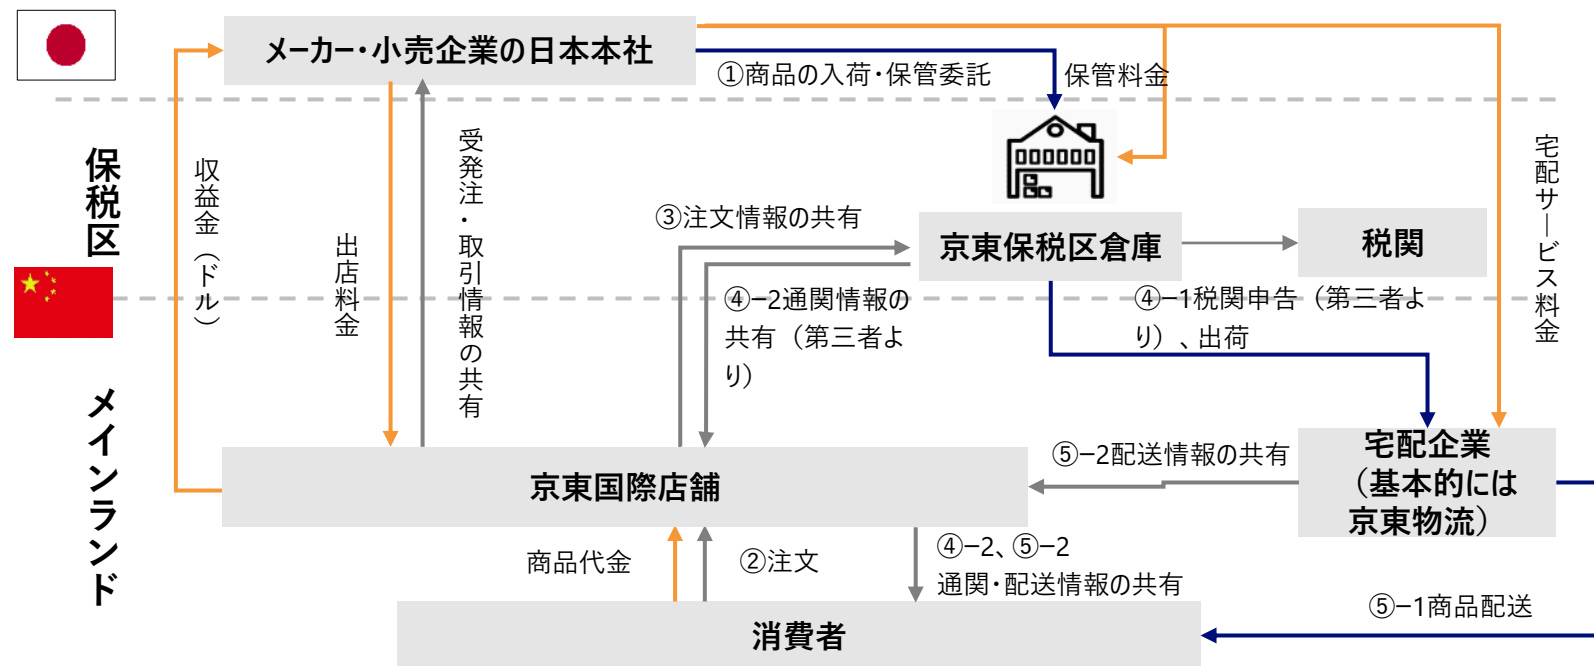 メーカー・小売企業の日本本社
①商品の入荷・保管委託
保管料金
保税区
収益金（ドル）
出店料金
受発注・取引情報の共有
宅配サービス料金
③注文情報の共有
京東保税区倉庫
税関
④−2通関情報の
共有（第三者よ
り）
④−1税関申告（第三者よ
り）、出荷
メインランド
京東国際店舗
⑤−2配送情報の共有
宅配企業
（基本的には
京東物流）
商品代金
②注文
④−2、⑤−2
通関・配送情報の共有
⑤−1商品配送
消費者